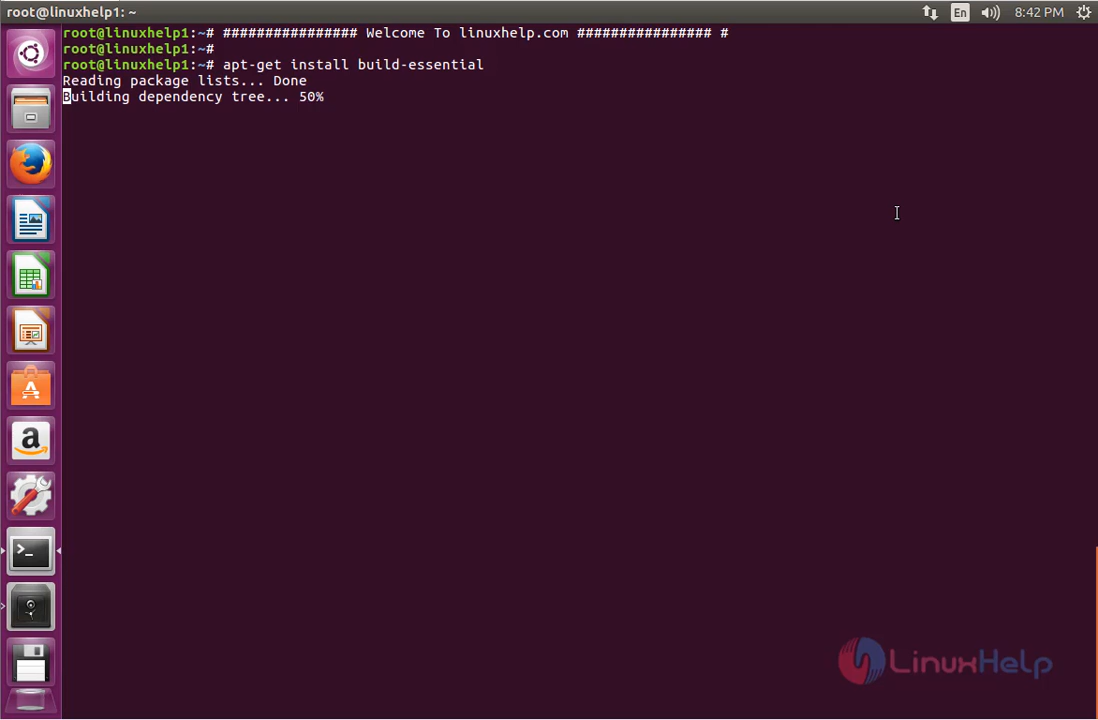 root@linuxhelp1: ~
En
8:42 PM
root@linuxhelp1:~# ################ Welcome To linuxhelp.com ################ #
root@linuxhelp1:~#
root@linuxhelp1:~# apt-get install build-essential
Reading package lists... Done
Building dependency tree... 50%
LinuxHelp